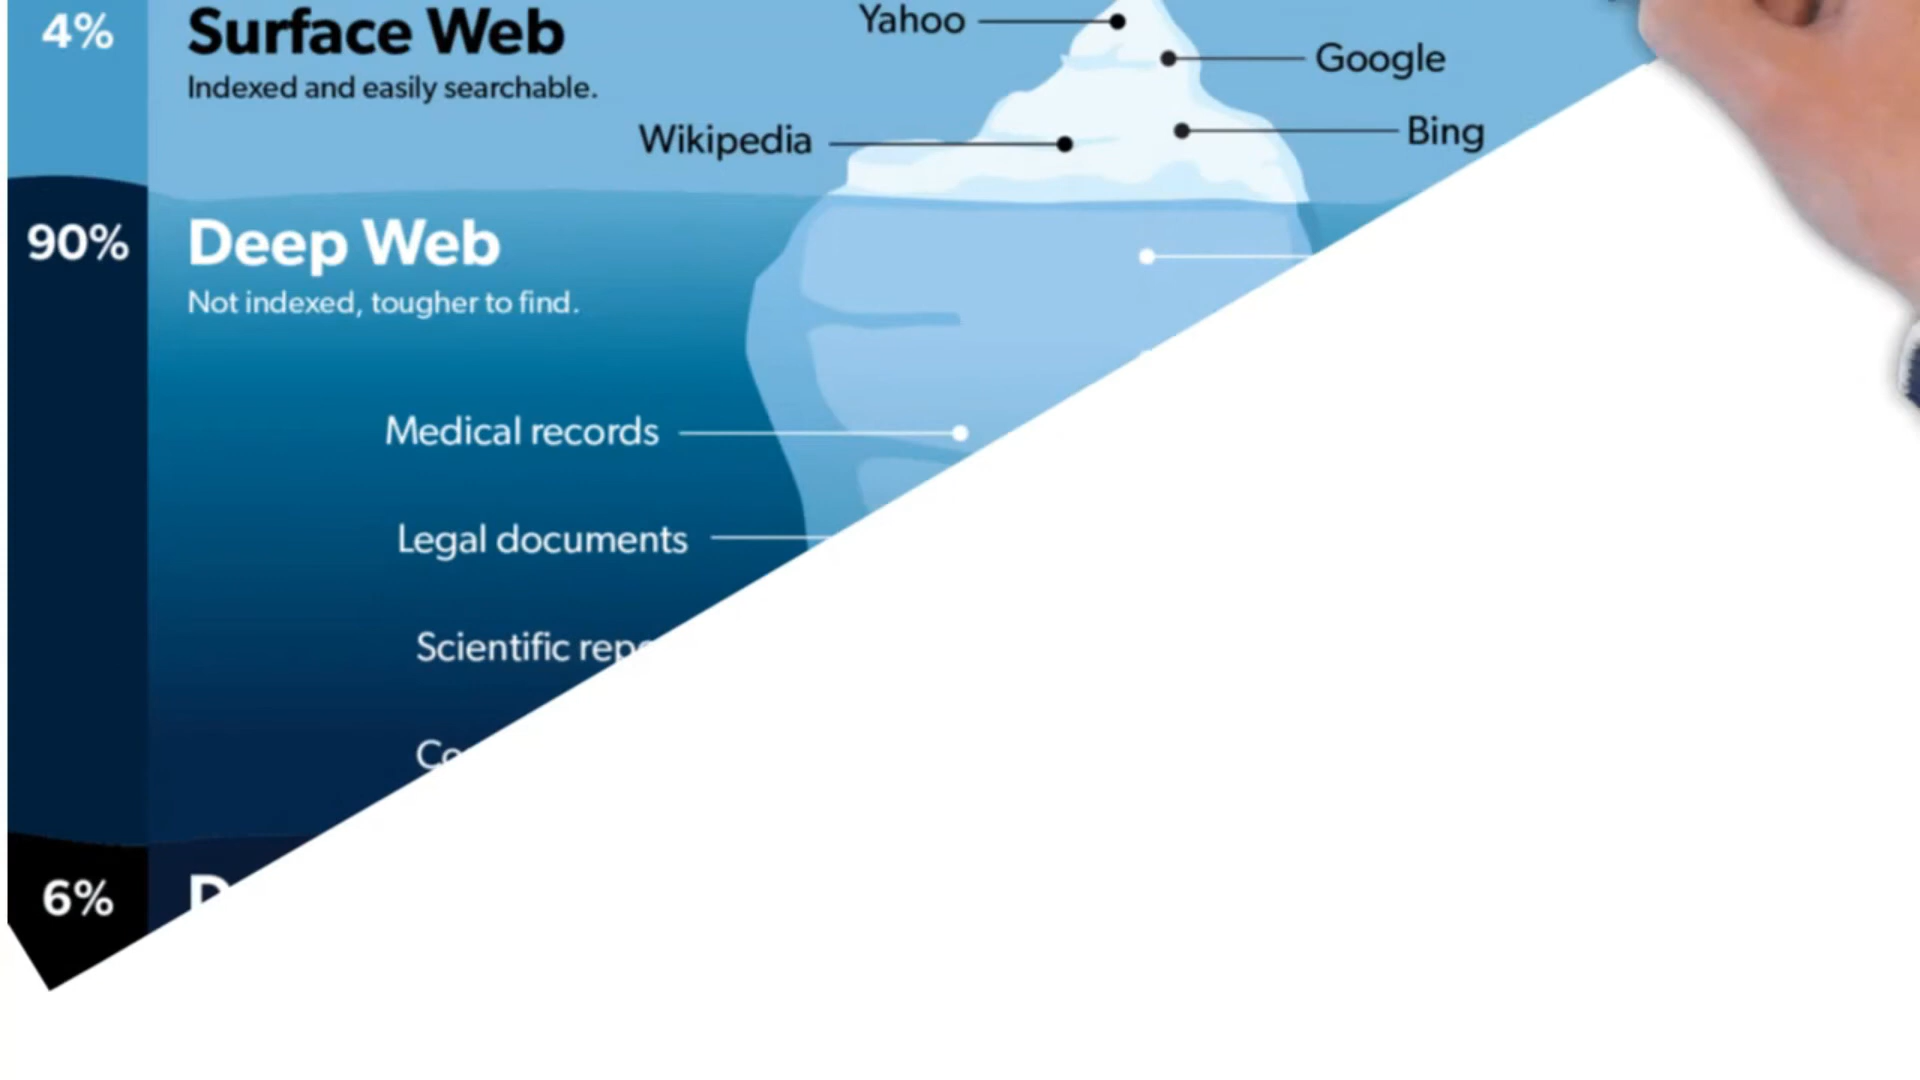 4%
Surface Web
Indexed and easily searchable.
Yahoo
Google
Wikipedia
Bing
90%
Deep Web
Not indexed, tougher to find.
Medical records
Legal documents
Scientific
6%